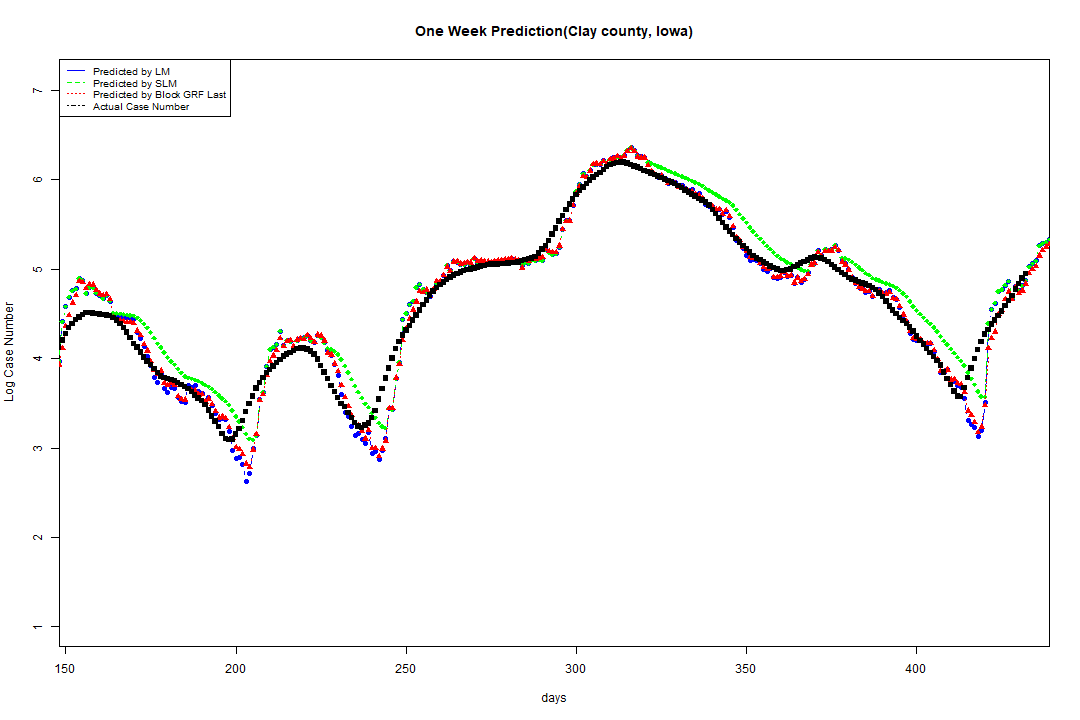 One Week Prediction(Clay county, Iowa)
Predicted by LM
Predicted by SLM
Predicted by Block GRF Last
Actual Case Number
Log Case Number
7
6
5
4
3
2
1
150 200 250 300 350 400
days